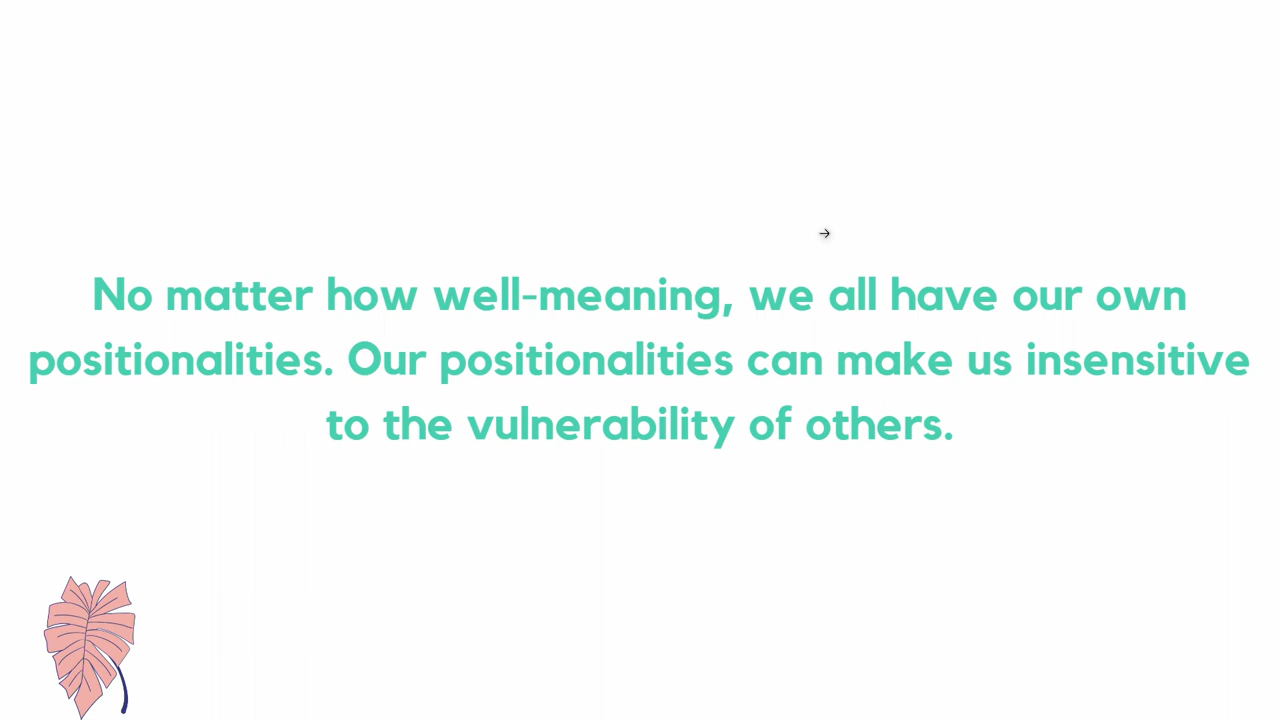 No matter how well-meaning, we all have our own
positionalities. Our positionalities can make us insensitive
to the vulnerability of others.